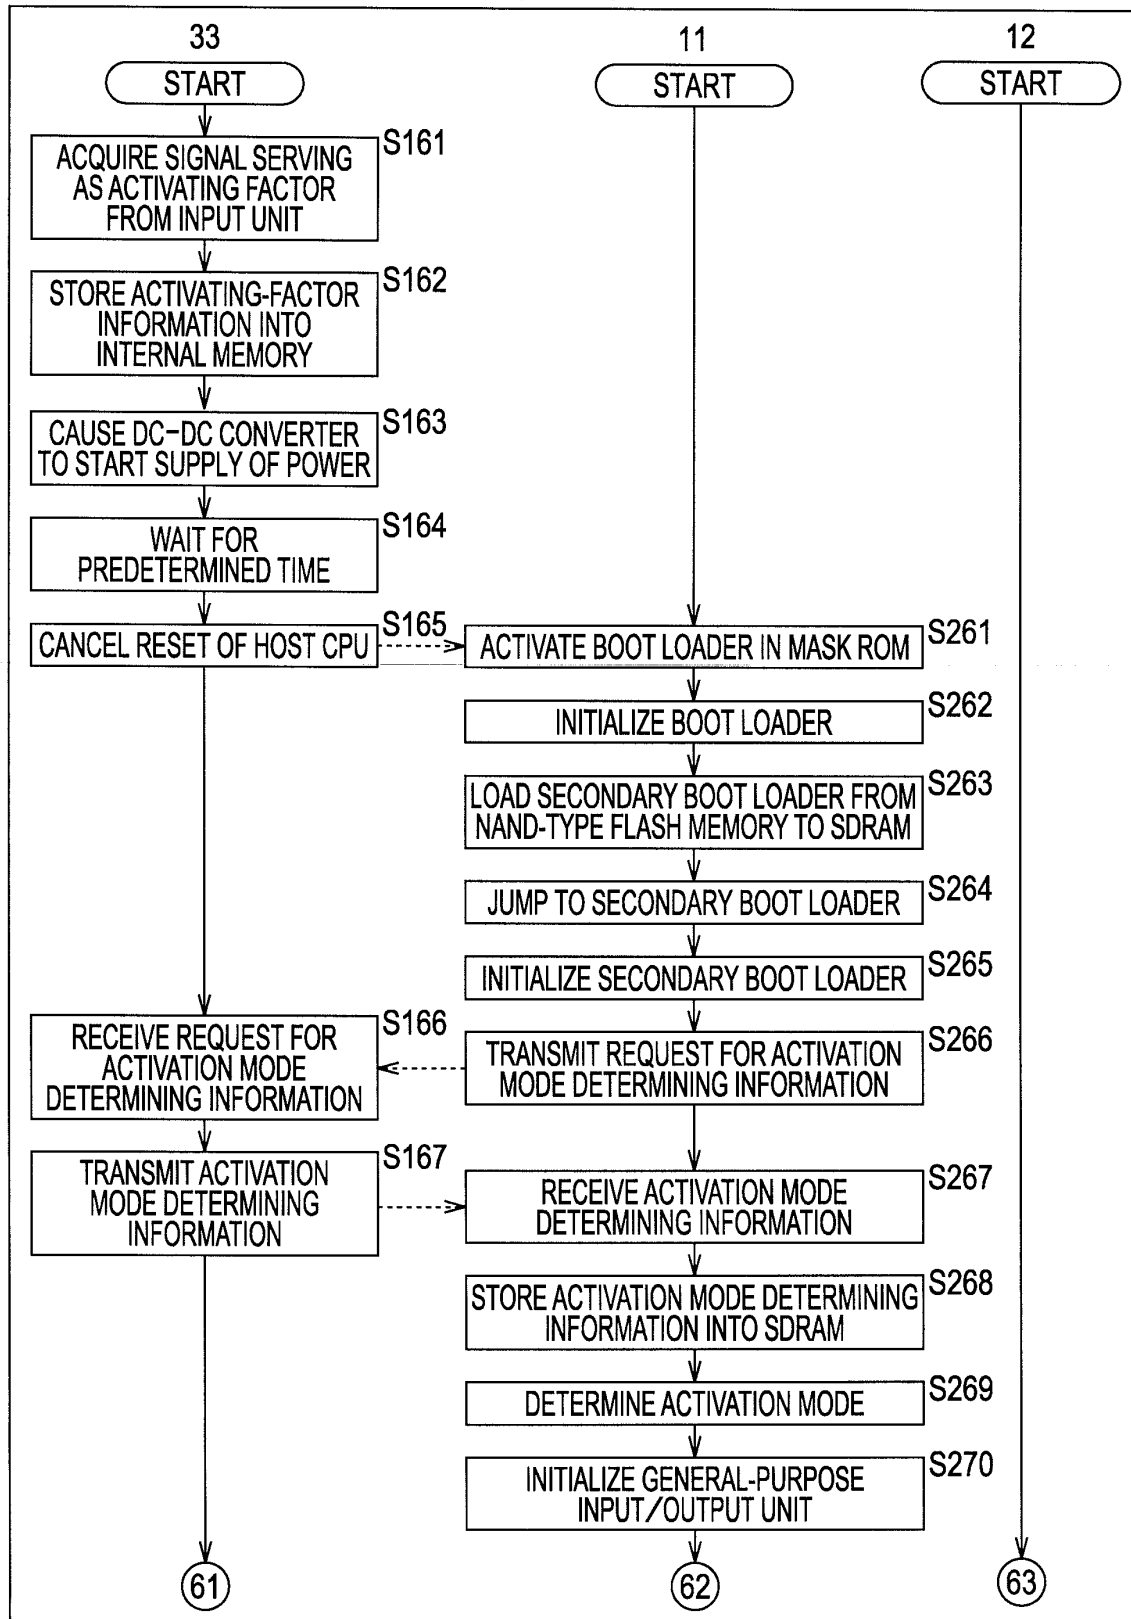 33
11
12
START
START
START
S161
ACQUIRE SIGNAL SERVING
AS ACTIVATING FACTOR
FROM INPUT UNIT
S162
STORE ACTIVATING-FACTOR
INFORMATION INTO
INTERNAL MEMORY
S163
CAUSE DC-DC CONVERTER
TO START SUPPLY OF POWER
S164
WAIT FOR
PREDETERMINED TIME
S165
CANCEL RESET OF HOST CPU
S261
ACTIVATE BOOT LOADER IN MASK ROM
S262
INITIALIZE BOOT LOADER
S263
LOAD SECONDARY BOOT LOADER FROM
NAND-TYPE FLASH MEMORY TO SDRAM
S264
JUMP TO SECONDARY BOOT LOADER
S265
INITIALIZE SECONDARY BOOT LOADER
S166
RECEIVE REQUEST FOR
ACTIVATION MODE
DETERMINING INFORMATION
S266
TRANSMIT REQUEST FOR ACTIVATION
MODE DETERMINING INFORMATION
S167
TRANSMIT ACTIVATION
MODE DETERMINING
INFORMATION
S267
RECEIVE ACTIVATION MODE
DETERMINING INFORMATION
S268
STORE ACTIVATION MODE DETERMINING
INFORMATION INTO SDRAM
S269
DETERMINE ACTIVATION MODE
S270
INITIALIZE GENERAL-PURPOSE
INPUT/OUTPUT UNIT
61
62
63